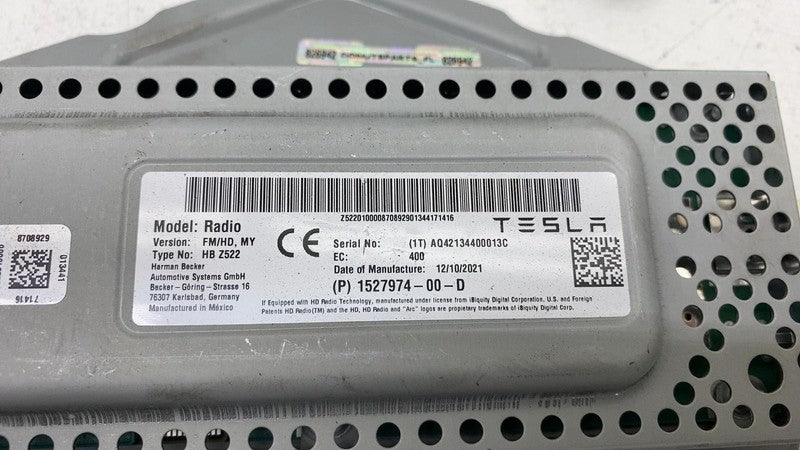 826942
826942
Z522010000870892901344171416
TESLA
Model: Radio
Version: FM/HD, MY
Type No: HB Z522
Harman Becker
Automotive Systems GmbH
Becker - Göring - Strasse 16
76307 Karlsbad, Germany
Manufactured in México
CE
Serial No: (1T) AQ42134400013C
EC: 400
Date of Manufacture: 12/10/2021
(P) 1527974-00-D
If Equipped with HD Radio Technology, manufactured under license from iBiquity Digital Corporation. U.S. and Foreign
Patents HD Radio(TM) and the HD, HD Radio and "Arc" logos are proprietary trademarks of iBiquity Digital Corp.
8708929
013441
71416